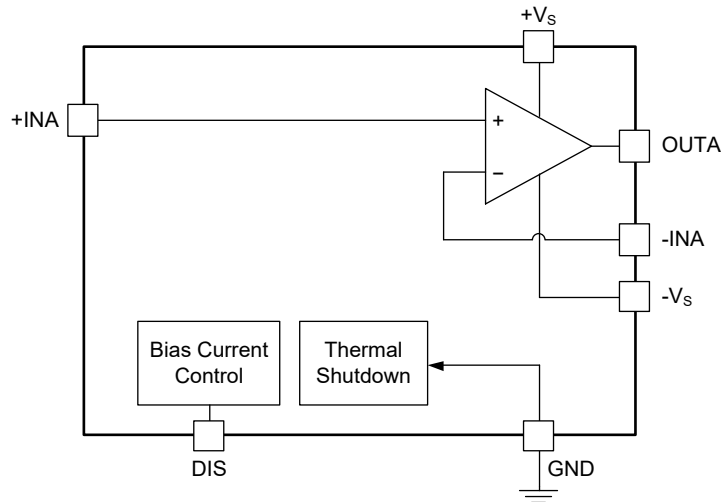 +Vs
+INA
+
OUTA
−
-INA
-Vs
Bias Current
Control
Thermal
Shutdown
DIS
GND